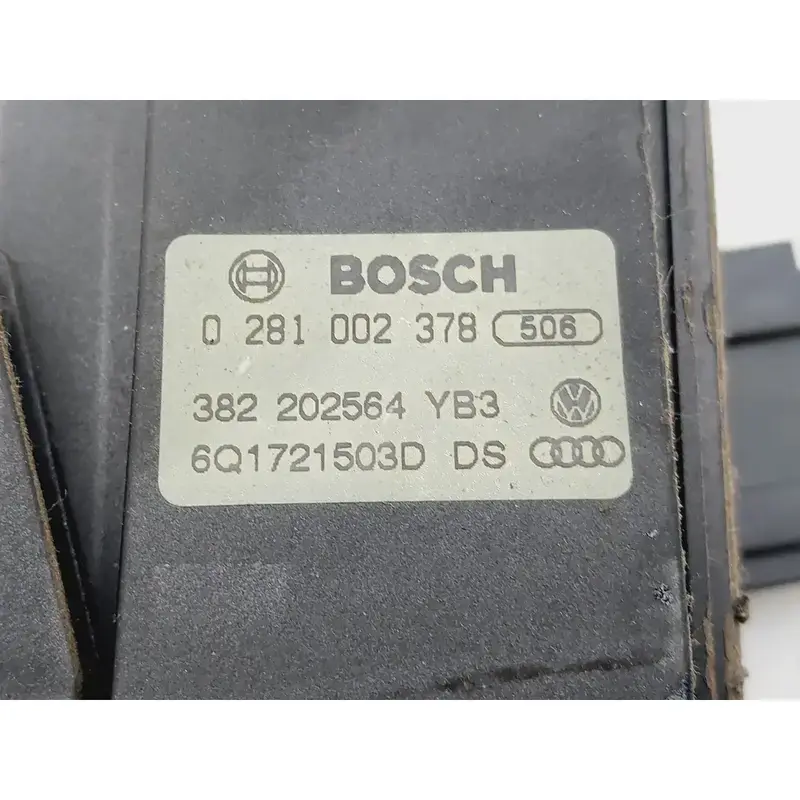 BOSCH
0 281 002 378 506
382 202564 YB3
6Q1721503D DS